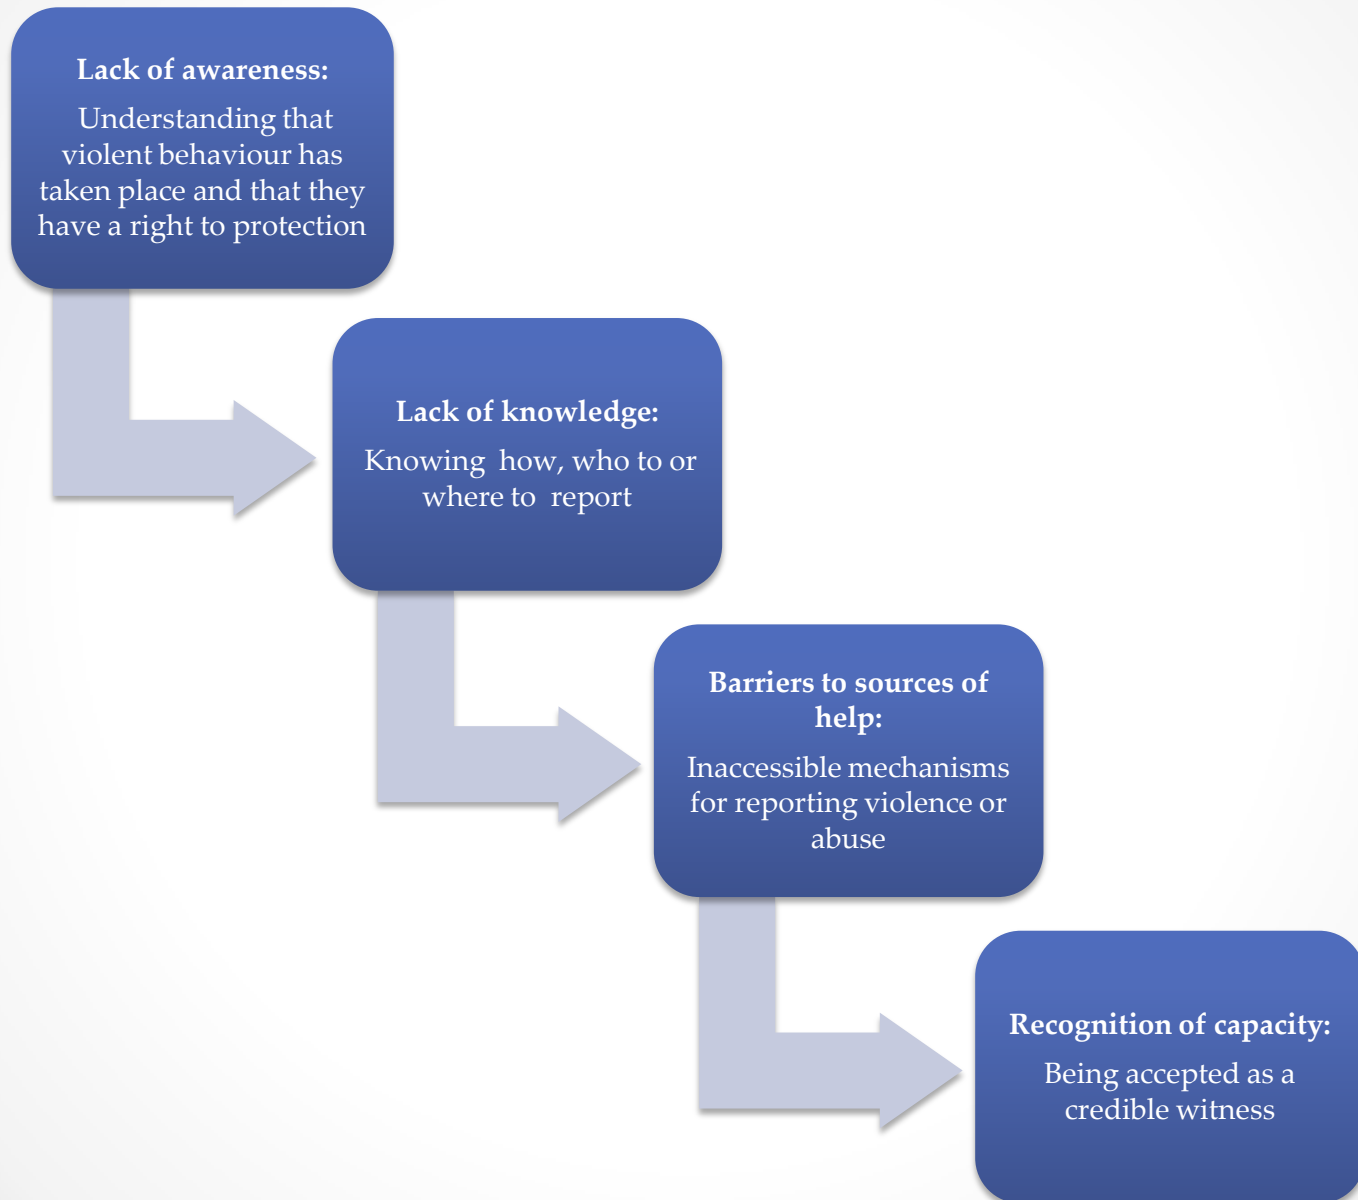 Lack of awareness:
Understanding that
violent behaviour has
taken place and that they
have a right to protection
Lack of knowledge:
Knowing  how, who to or
where to  report
Barriers to sources of
help:
Inaccessible mechanisms
for reporting violence or
abuse
Recognition of capacity:
Being accepted as a
credible witness